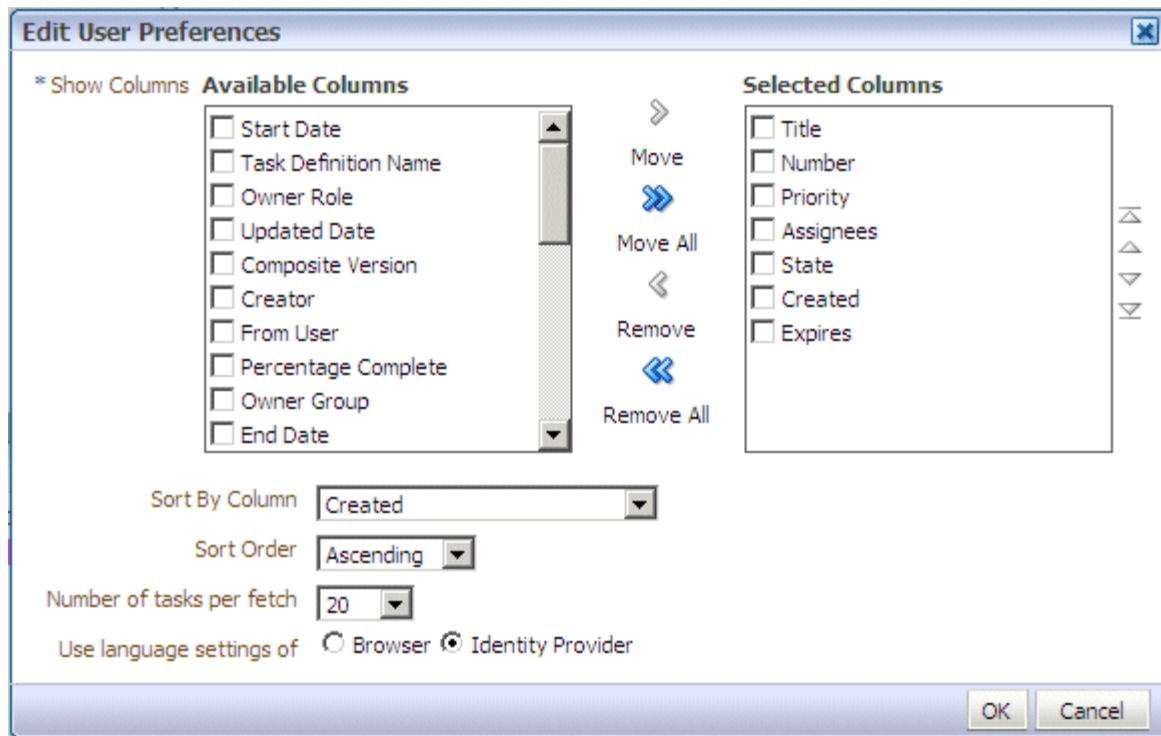 Edit User Preferences
* Show Columns
Available Columns
Start Date
Task Definition Name
Owner Role
Updated Date
Composite Version
Creator
From User
Percentage Complete
Owner Group
End Date
Move
Move All
Remove
Remove All
Selected Columns
Title
Number
Priority
Assignees
State
Created
Expires
Sort By Column Created
Sort Order Ascending
Number of tasks per fetch 20
Use language settings of Browser Identity Provider
OK Cancel